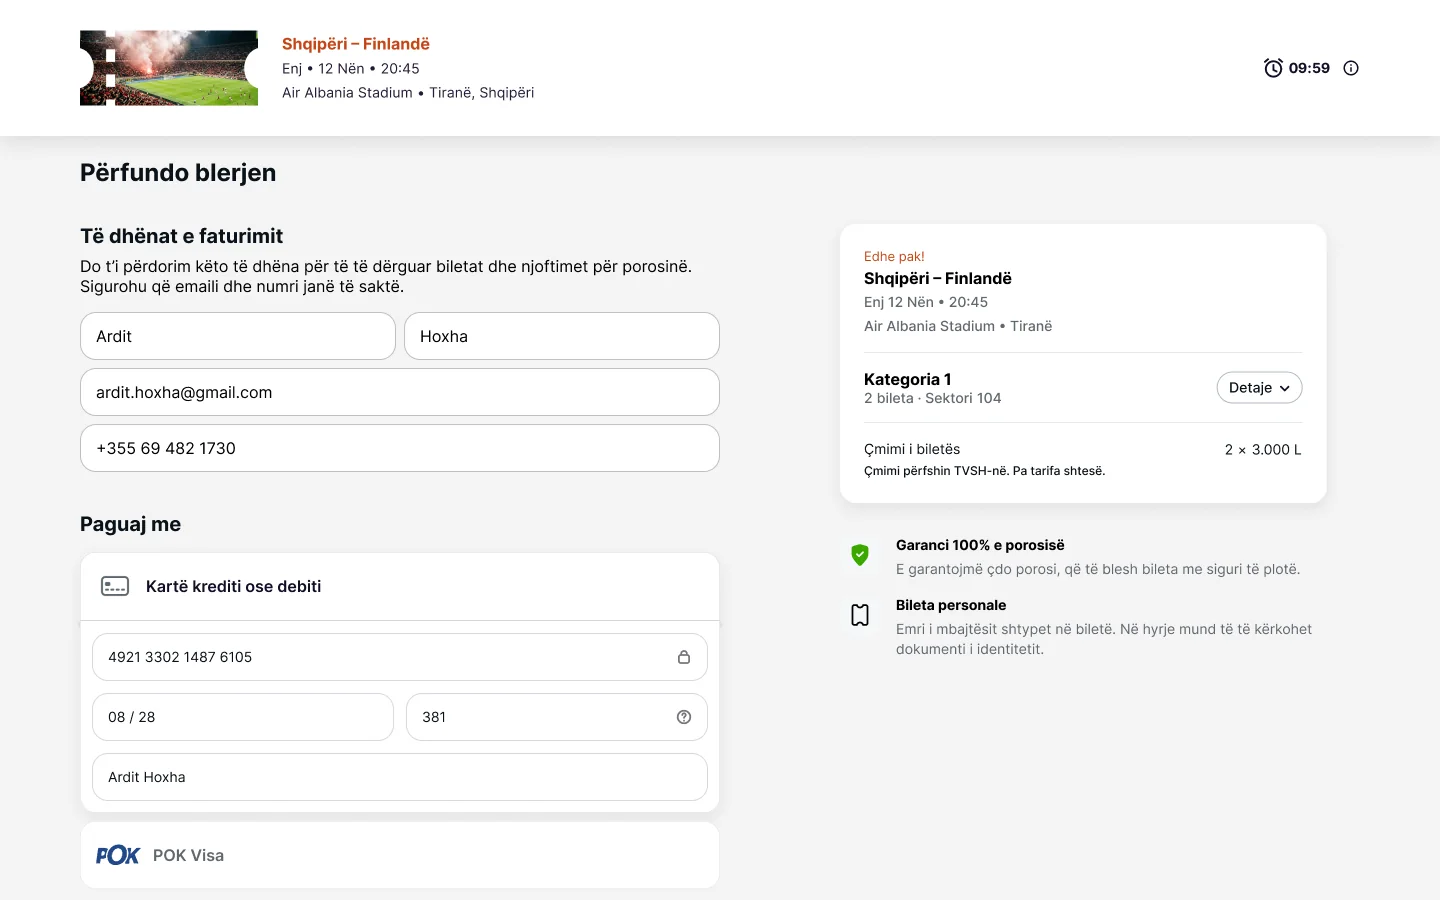 Shqipëri – Finlandë
Enj • 12 Nën • 20:45
Air Albania Stadium • Tiranë, Shqipëri
09:59
Përfundo blerjen
Të dhënat e faturimit
Do t’i përdorim këto të dhëna për të të dërguar biletat dhe njoftimet për porosinë.
Sigurohu që emaili dhe numri janë të saktë.
Ardit
Hoxha
ardit.hoxha@gmail.com
+355 69 482 1730
Paguaj me
Kartë krediti ose debiti
4921 3302 1487 6105
08 / 28
381
Ardit Hoxha
POK POK Visa
Edhe pak!
Shqipëri – Finlandë
Enj 12 Nën • 20:45
Air Albania Stadium • Tiranë
Kategoria 1
2 bileta · Sektori 104
Detaje
Çmimi i biletës 2 × 3.000 L
Çmimi përfshin TVSH-në. Pa tarifa shtesë.
Garanci 100% e porosisë
E garantojmë çdo porosi, që të blesh bileta me siguri të plotë.
Bileta personale
Emri i mbajtësit shtypet në biletë. Në hyrje mund të të kërkohet
dokumenti i identitetit.